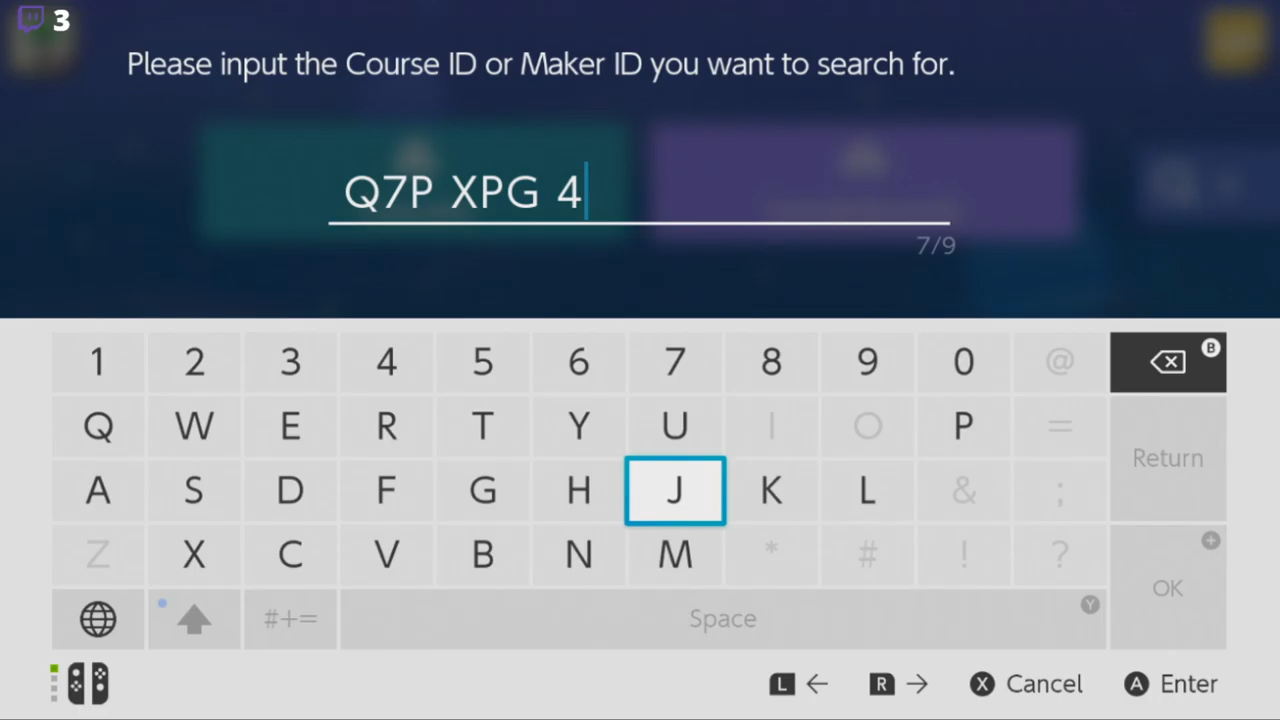 3
Please input the Course ID or Maker ID you want to search for.
Q7P XPG 4
7/9
1 2 3 4 5 6 7 8 9 0 @ B
Q W E R T Y U I O P = Return
A S D F G H J K L & ;
Z X C V B N M * # ! ? + OK
#+= Space Y
L ← R → X Cancel A Enter